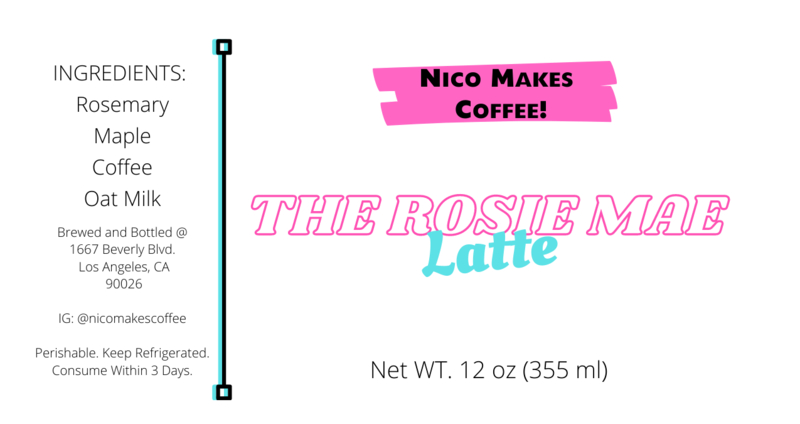 INGREDIENTS:
Rosemary
Maple
Coffee
Oat Milk
Brewed and Bottled @
1667 Beverly Blvd.
Los Angeles, CA
90026
IG: @nicomakescoffee
Perishable. Keep Refrigerated.
Consume Within 3 Days.
Nico Makes
Coffee!
THE ROSIE MAE
Latte
Net WT. 12 oz (355 ml)